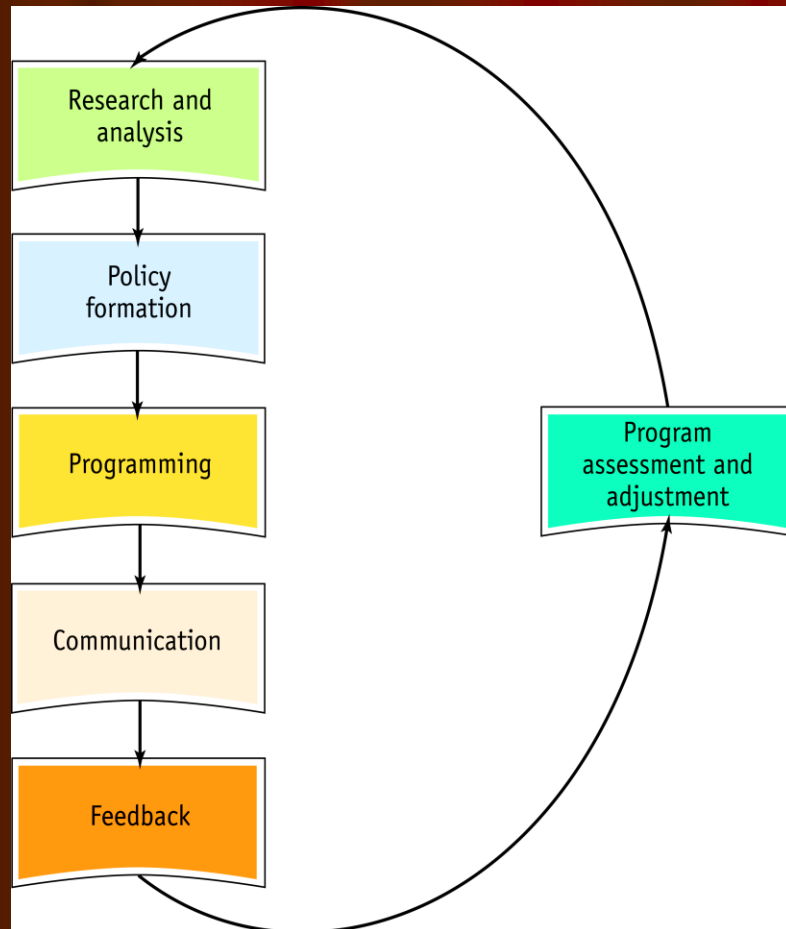 Research and
analysis
Policy
formation
Programming
Program
assessment and
adjustment
Communication
Feedback